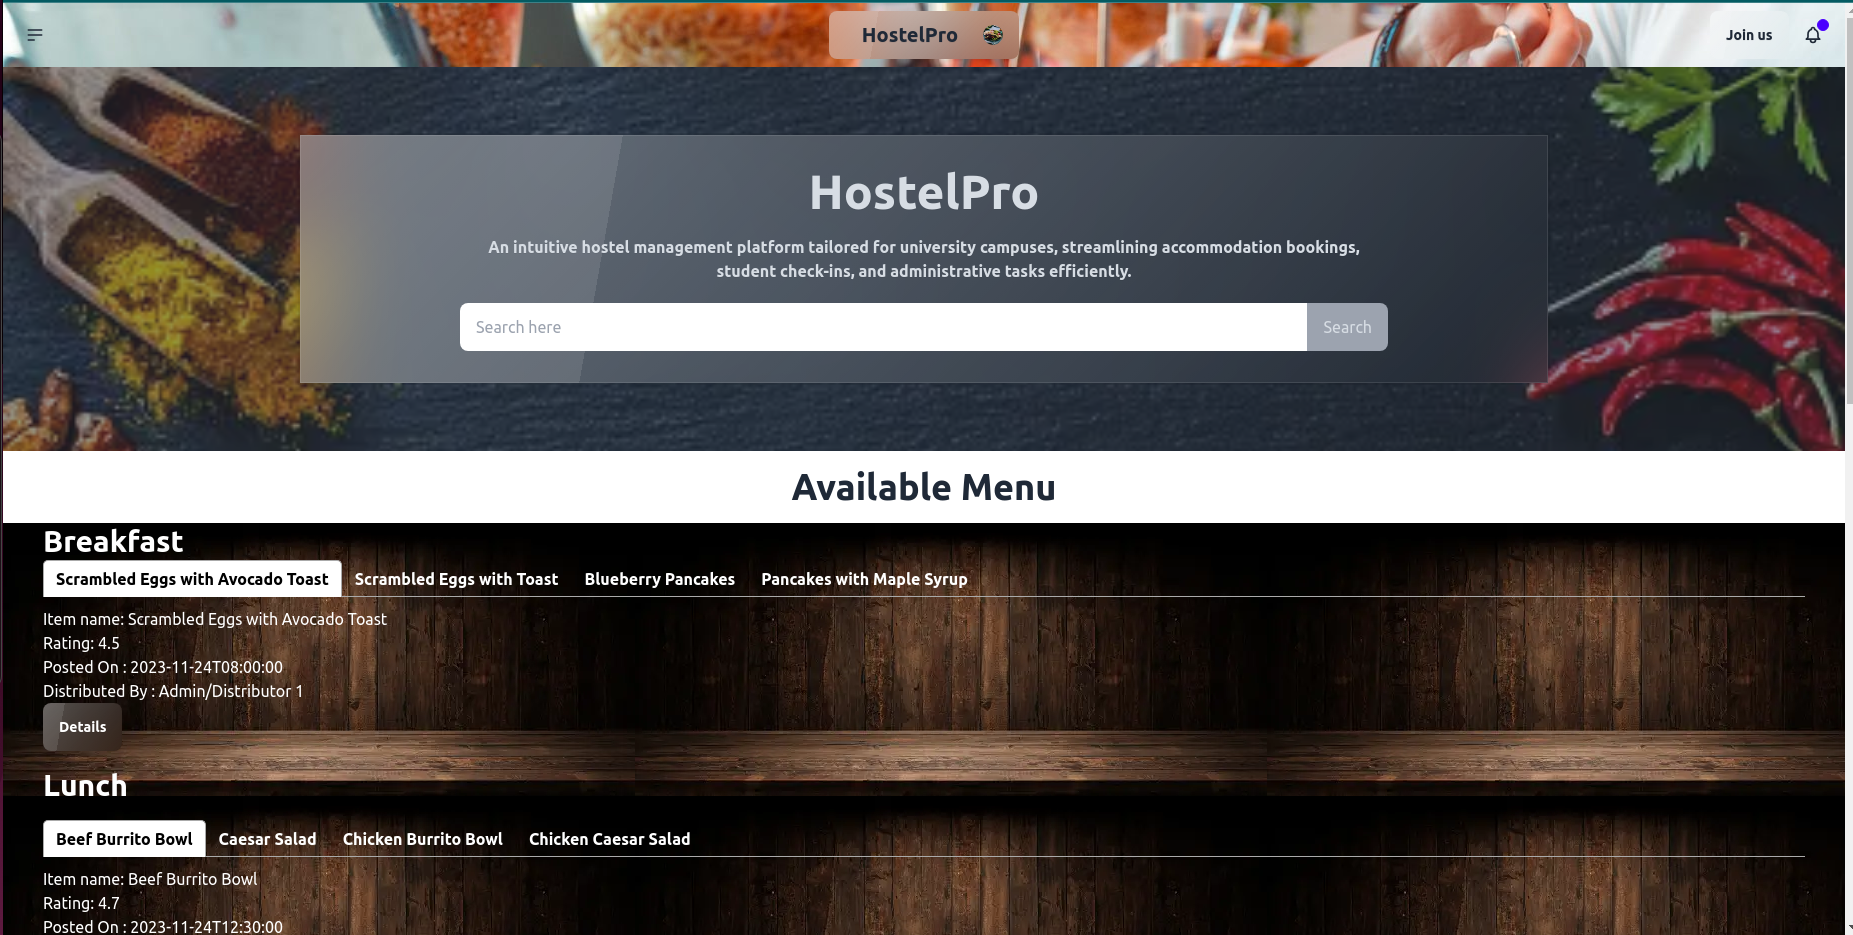 HostelPro
Join us
HostelPro
An intuitive hostel management platform tailored for university campuses, streamlining accommodation bookings,
student check-ins, and administrative tasks efficiently.
Search here
Search
Available Menu
Breakfast
Scrambled Eggs with Avocado Toast Scrambled Eggs with Toast Blueberry Pancakes Pancakes with Maple Syrup
Item name: Scrambled Eggs with Avocado Toast
Rating: 4.5
Posted On : 2023-11-24T08:00:00
Distributed By : Admin/Distributor 1
Details
Lunch
Beef Burrito Bowl Caesar Salad Chicken Burrito Bowl Chicken Caesar Salad
Item name: Beef Burrito Bowl
Rating: 4.7
Posted On : 2023-11-24T12:30:00